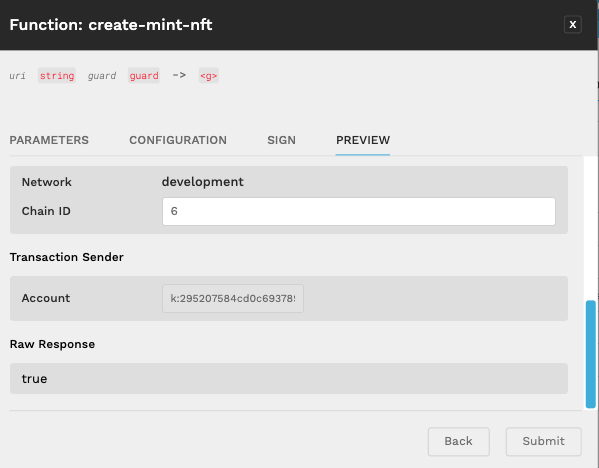 Function: create-mint-nft X
uri string guard guard -> <g>
PARAMETERS CONFIGURATION SIGN PREVIEW
Network development
Chain ID 6
Transaction Sender
Account k:295207584cd0c69378
Raw Response
true
Back Submit